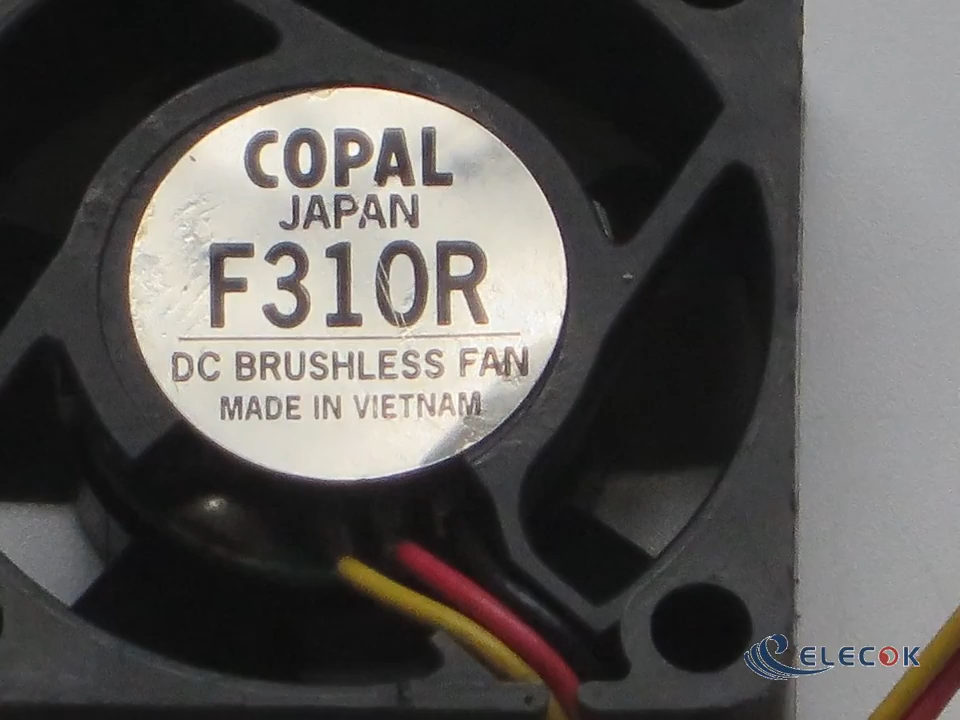 COPAL
JAPAN
F310R
DC BRUSHLESS FAN
MADE IN VIETNAM
ELECOK